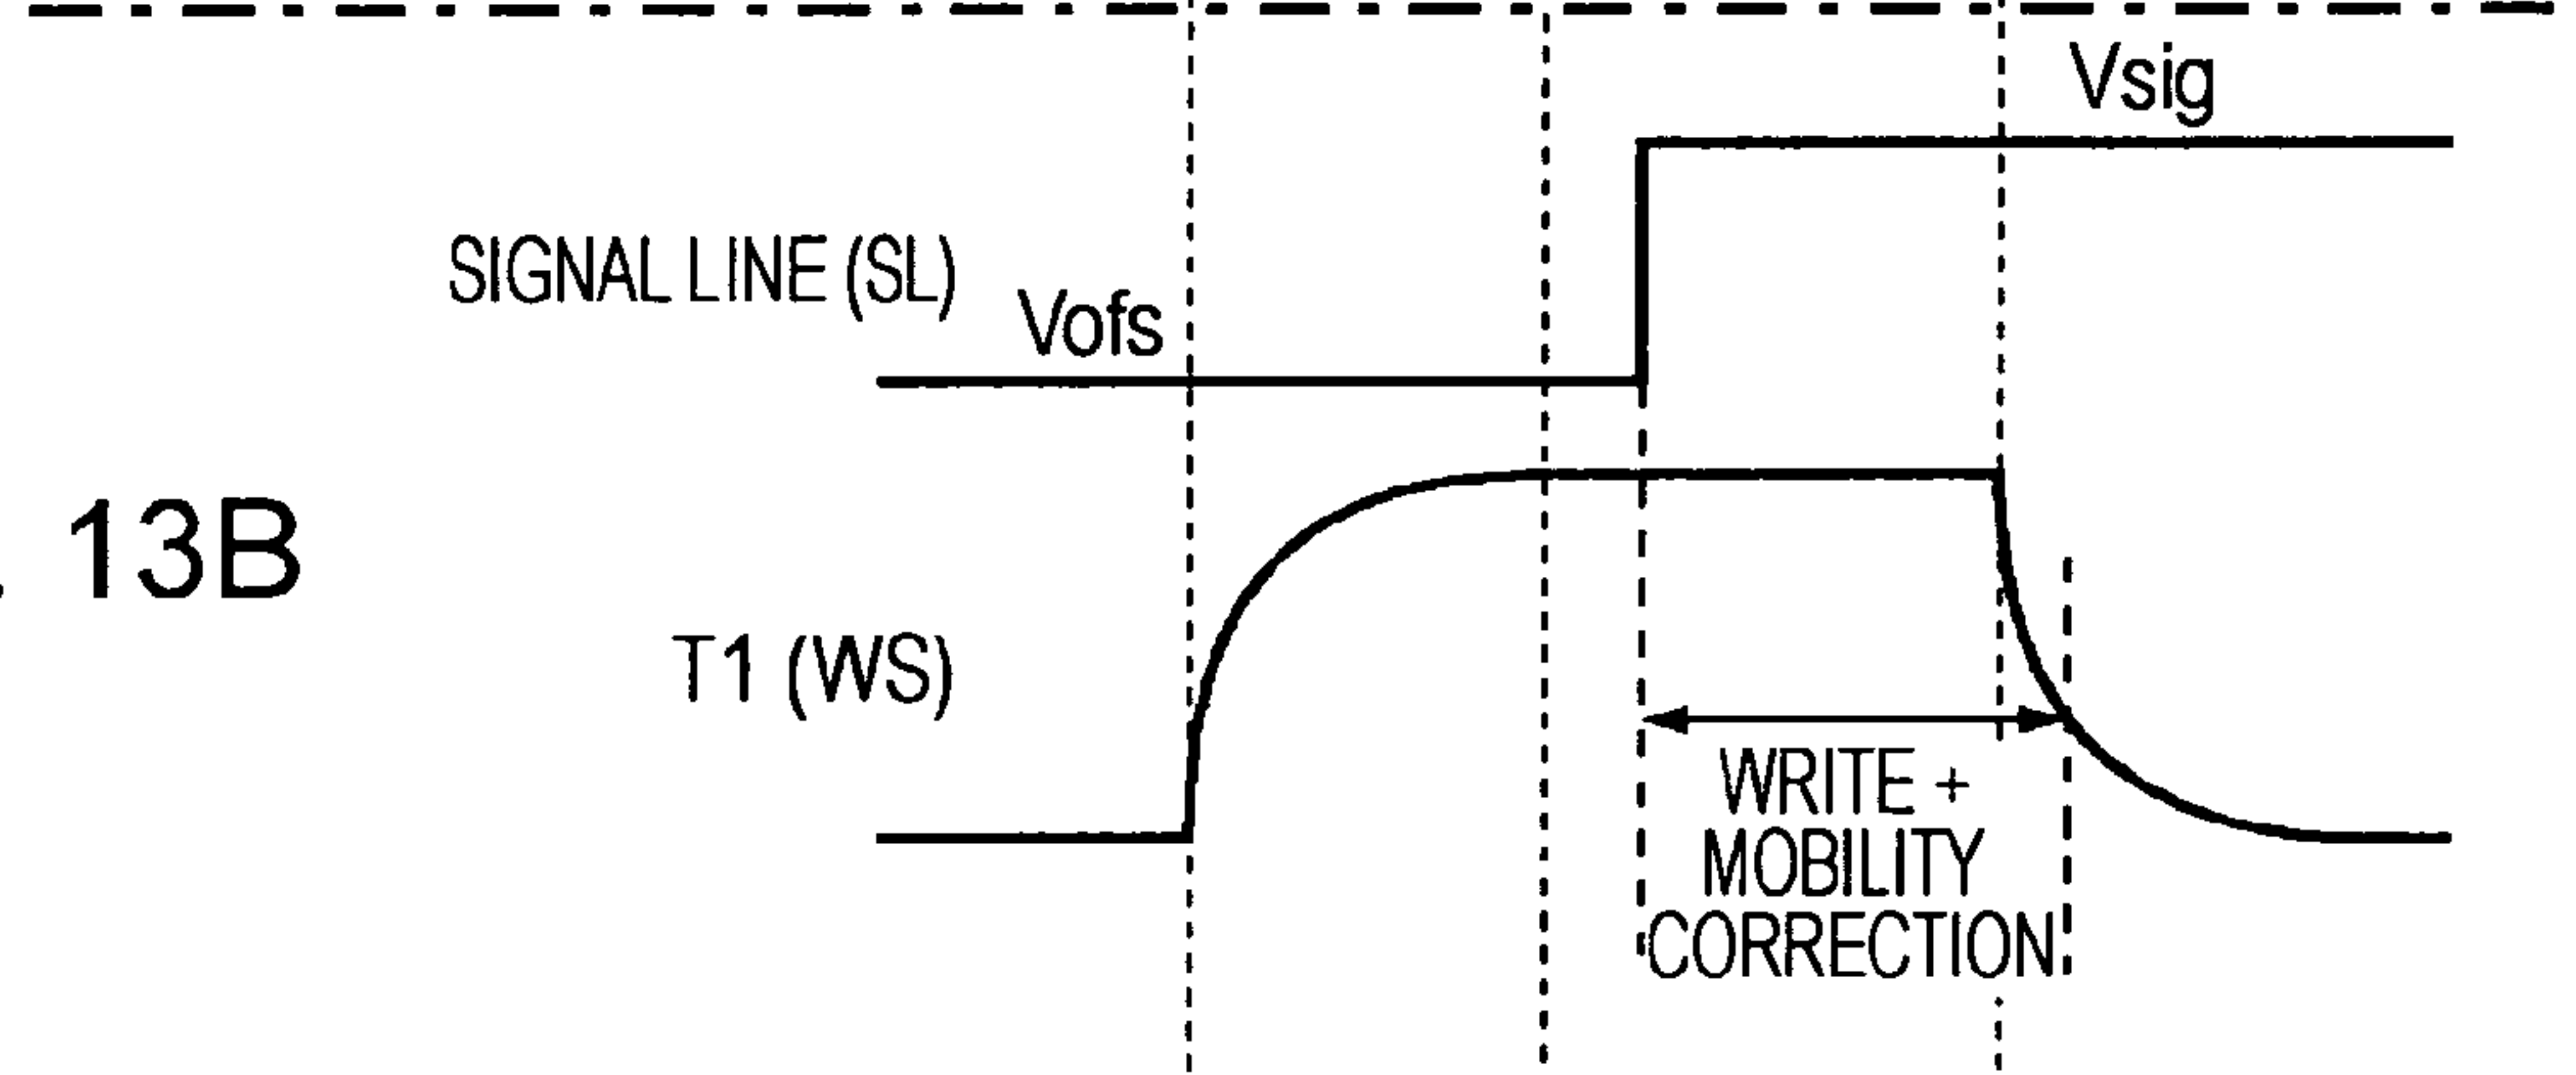 Vsig
SIGNAL LINE (SL)
Vofs
. 13B
T1 (WS)
WRITE +
MOBILITY
CORRECTION